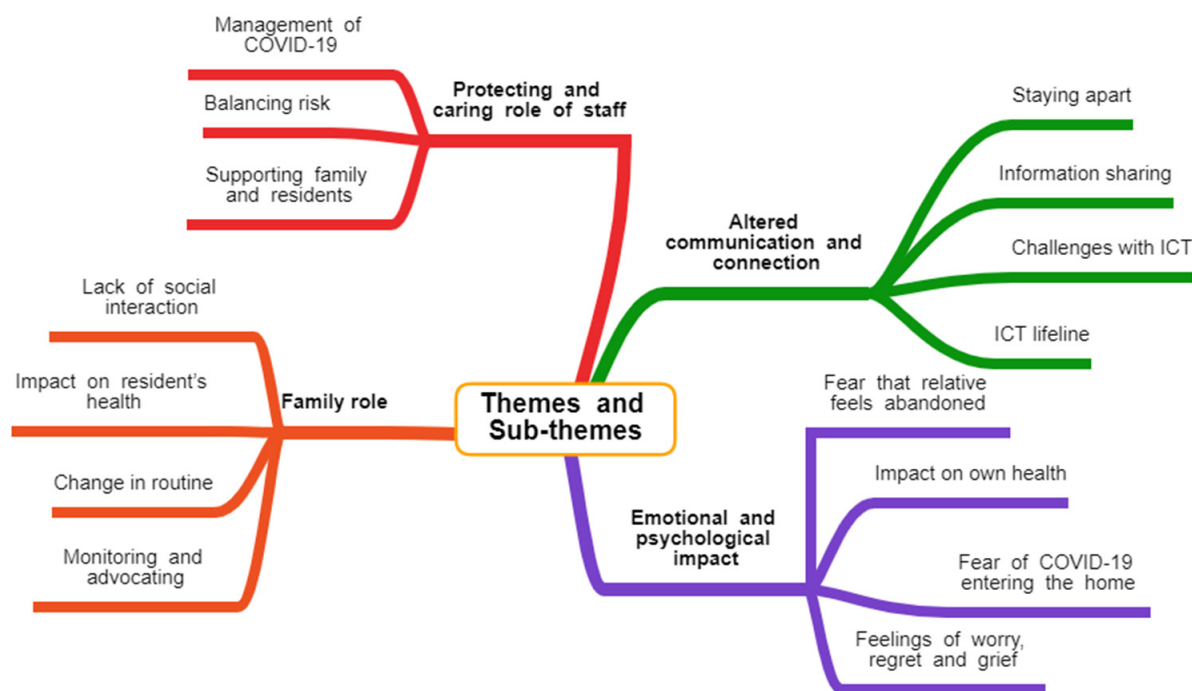 Management of
COVID-19
Balancing risk
Supporting family
and residents
Protecting and
caring role of staff
Staying apart
Information sharing
Challenges with ICT
ICT lifeline
Altered
communication and
connection
Lack of social
interaction
Impact on resident's
health
Change in routine
Monitoring and
advocating
Family role
Themes and
Sub-themes
Fear that relative
feels abandoned
Impact on own health
Fear of COVID-19
entering the home
Feelings of worry,
regret and grief
Emotional and
psychological
impact